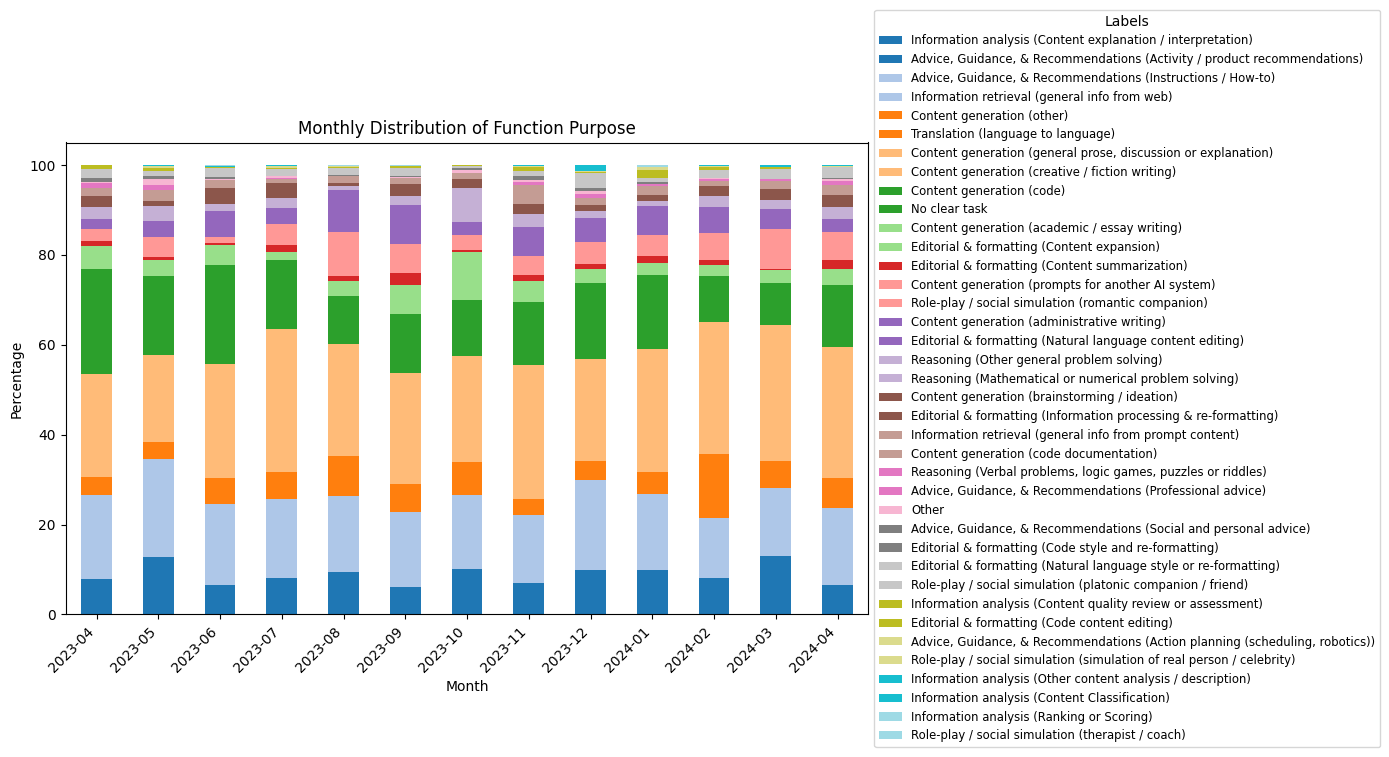 Monthly Distribution of Function Purpose
Percentage
100
80
60
40
20
0
2023-04
2023-05
2023-06
2023-07
2023-08
2023-09
2023-10
2023-11
2023-12
2024-01
2024-02
2024-03
2024-04
Month
Labels
Information analysis (Content explanation / interpretation)
Advice, Guidance, & Recommendations (Activity / product recommendations)
Advice, Guidance, & Recommendations (Instructions / How-to)
Information retrieval (general info from web)
Content generation (other)
Translation (language to language)
Content generation (general prose, discussion or explanation)
Content generation (creative / fiction writing)
Content generation (code)
No clear task
Content generation (academic / essay writing)
Editorial & formatting (Content expansion)
Editorial & formatting (Content summarization)
Content generation (prompts for another AI system)
Role-play / social simulation (romantic companion)
Content generation (administrative writing)
Editorial & formatting (Natural language content editing)
Reasoning (Other general problem solving)
Reasoning (Mathematical or numerical problem solving)
Content generation (brainstorming / ideation)
Editorial & formatting (Information processing & re-formatting)
Information retrieval (general info from prompt content)
Content generation (code documentation)
Reasoning (Verbal problems, logic games, puzzles or riddles)
Advice, Guidance, & Recommendations (Professional advice)
Other
Advice, Guidance, & Recommendations (Social and personal advice)
Editorial & formatting (Code style and re-formatting)
Editorial & formatting (Natural language style or re-formatting)
Role-play / social simulation (platonic companion / friend)
Information analysis (Content quality review or assessment)
Editorial & formatting (Code content editing)
Advice, Guidance, & Recommendations (Action planning (scheduling, robotics))
Role-play / social simulation (simulation of real person / celebrity)
Information analysis (Other content analysis / description)
Information analysis (Content Classification)
Information analysis (Ranking or Scoring)
Role-play / social simulation (therapist / coach)